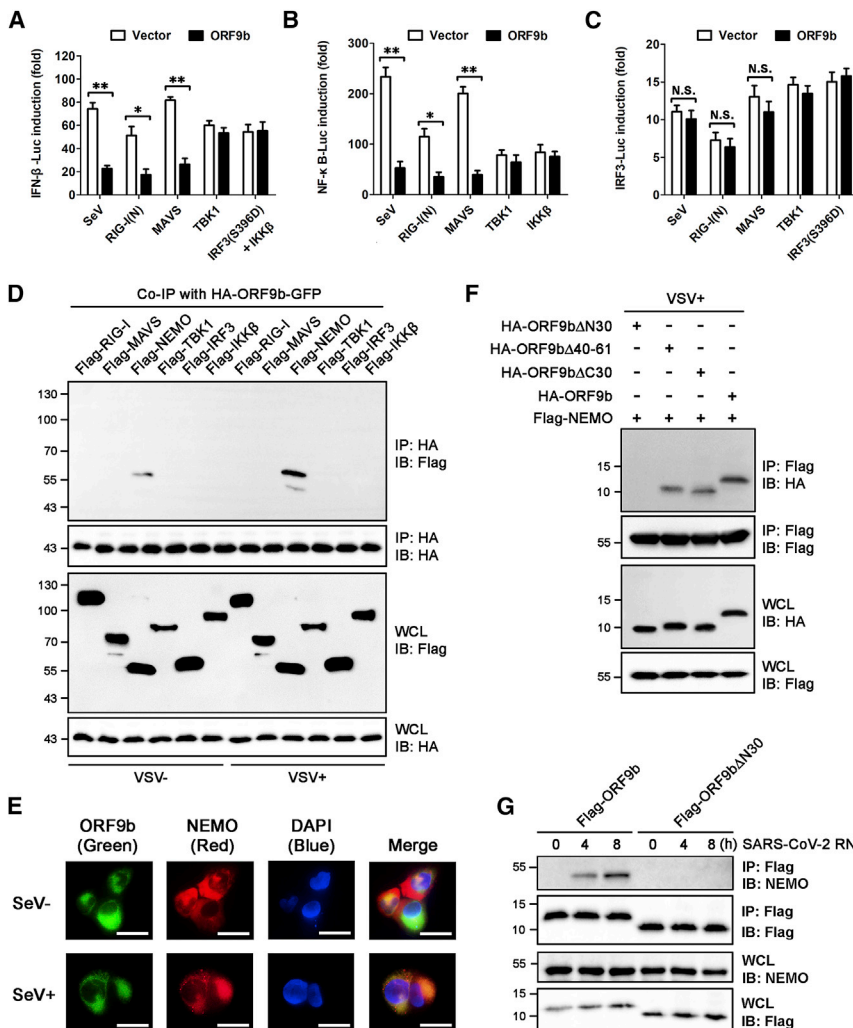 A
Vector ORF9b
IFN-β -Luc induction (fold)
120
100
80
60
40
20
0
** * **
SeV
RIG-I(N)
MAVS
TBK1
IRF3(S396D)
+ IKKβ
B
Vector ORF9b
NF-κ B-Luc induction (fold)
300
200
100
0
** * **
SeV
RIG-I(N)
MAVS
TBK1
IKKβ
C
Vector ORF9b
IRF3-Luc induction (fold)
20
15
10
5
0
N.S. N.S. N.S.
SeV
RIG-I(N)
MAVS
TBK1
IRF3(S396D)
D
Co-IP with HA-ORF9b-GFP
Flag-RIG-I
Flag-MAVS
Flag-NEMO
Flag-TBK1
Flag-IRF3
Flag-IKKβ
Flag-RIG-I
Flag-MAVS
Flag-NEMO
Flag-TBK1
Flag-IRF3
Flag-IKKβ
130
100
70
55
43
IP: HA
IB: Flag
43
IP: HA
IB: HA
130
100
70
55
43
WCL
IB: Flag
43
WCL
IB: HA
VSV- VSV+
E
ORF9b NEMO DAPI Merge
(Green) (Red) (Blue)
SeV-
SeV+
F
VSV+
HA-ORF9bΔN30 + - - -
HA-ORF9bΔ40-61 - + - -
HA-ORF9bΔC30 - - + -
HA-ORF9b - - - +
Flag-NEMO + + + +
15
10
IP: Flag
IB: HA
55
IP: Flag
IB: Flag
15
10
WCL
IB: HA
55
WCL
IB: Flag
G
Flag-ORF9b
Flag-ORF9bΔN30
0 4 8 0 4 8 (h) SARS-CoV-2 RN
55
IP: Flag
IB: NEMO
15
10
IP: Flag
IB: Flag
55
WCL
IB: NEMO
15
10
WCL
IB: Flag